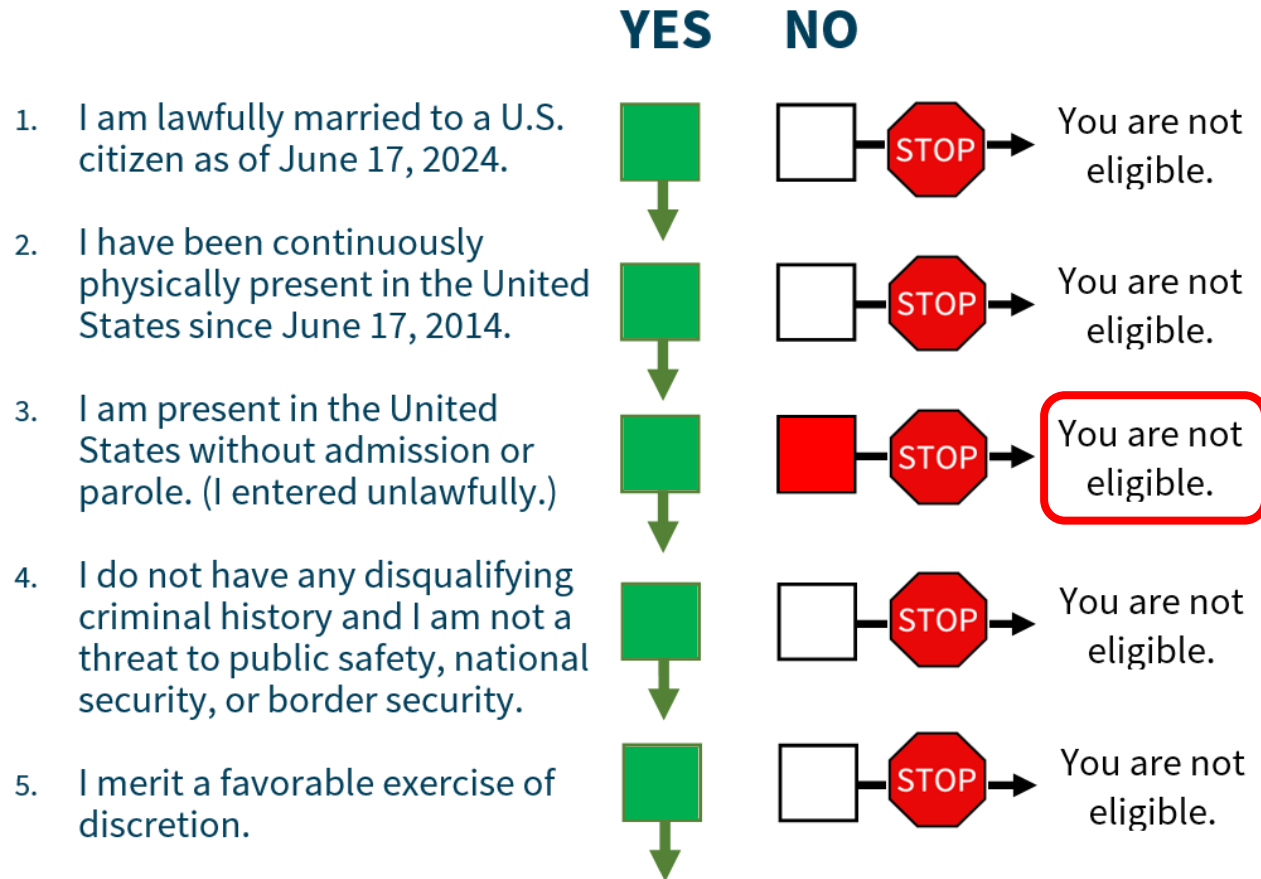 YES NO
1. I am lawfully married to a U.S.
citizen as of June 17, 2024.
STOP
You are not
eligible.
2. I have been continuously
physically present in the United
States since June 17, 2014.
STOP
You are not
eligible.
3. I am present in the United
States without admission or
parole. (I entered unlawfully.)
STOP
You are not
eligible.
4. I do not have any disqualifying
criminal history and I am not a
threat to public safety, national
security, or border security.
STOP
You are not
eligible.
5. I merit a favorable exercise of
discretion.
STOP
You are not
eligible.